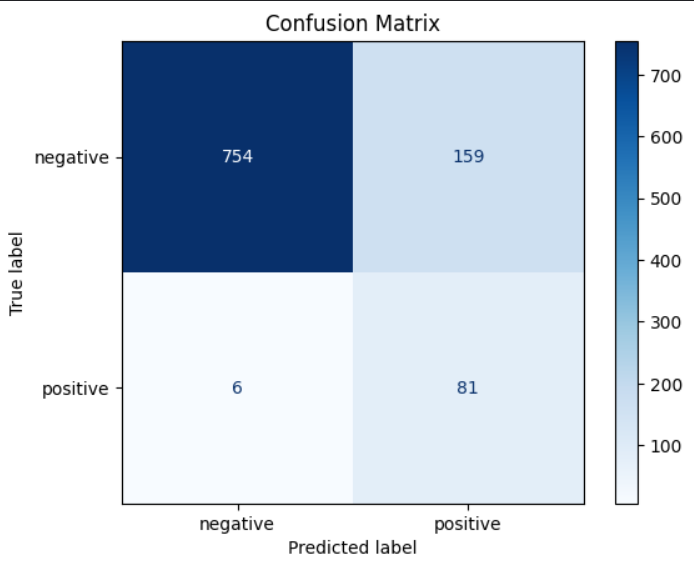 Confusion Matrix
negative
754
159
positive
6
81
negative
positive
Predicted label
True label
700
600
500
400
300
200
100